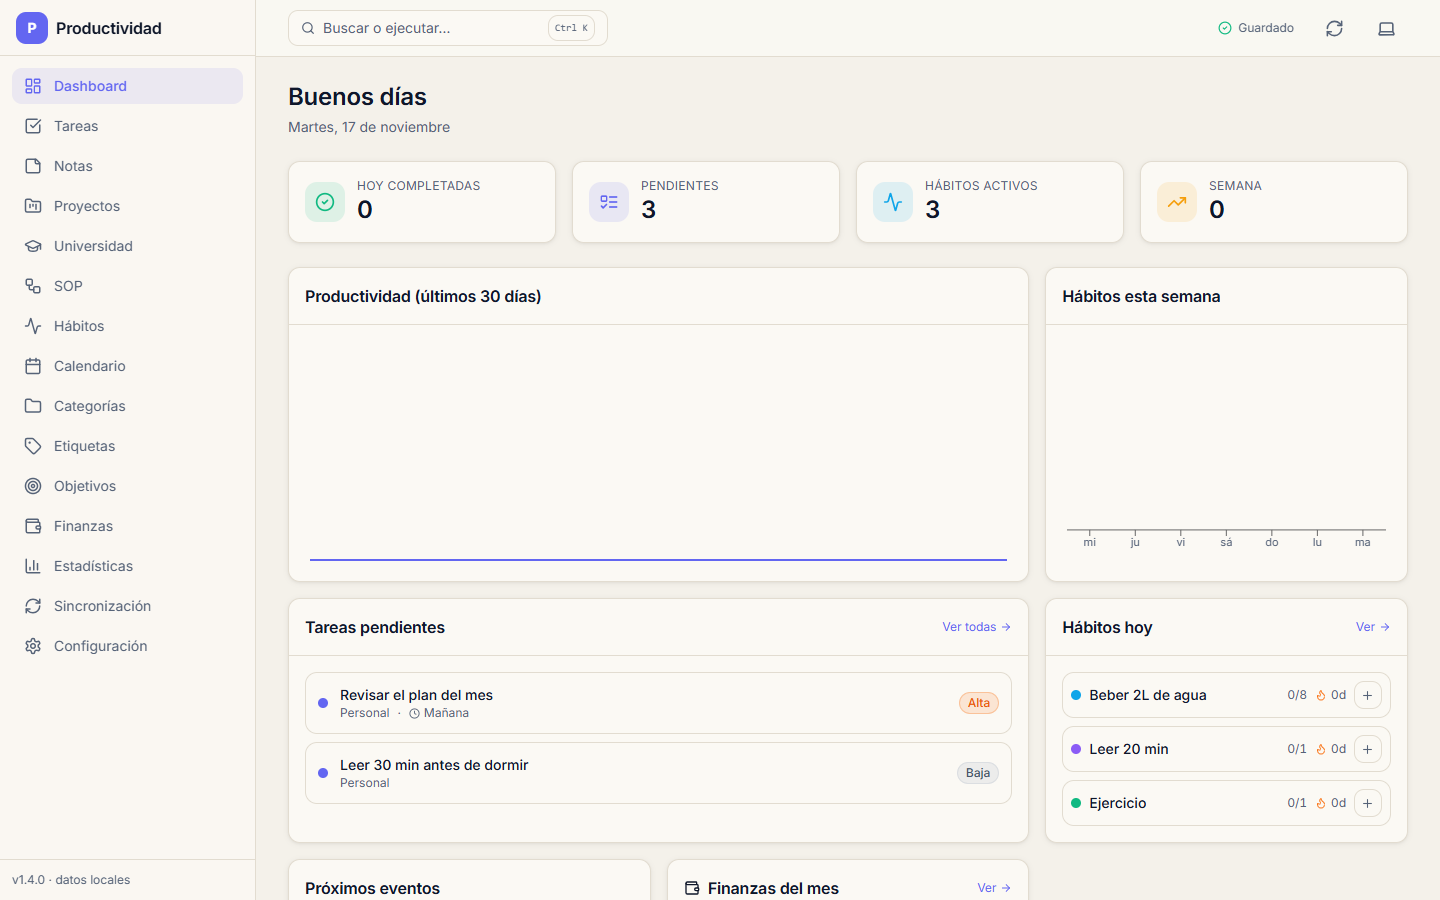 P Productividad
Dashboard
Tareas
Notas
Proyectos
Universidad
SOP
Hábitos
Calendario
Categorías
Etiquetas
Objetivos
Finanzas
Estadísticas
Sincronización
Configuración
v1.4.0 · datos locales
Buscar o ejecutar... Ctrl K
Guardado
Buenos días
Martes, 17 de noviembre
HOY COMPLETADAS
0
PENDIENTES
3
HÁBITOS ACTIVOS
3
SEMANA
0
Productividad (últimos 30 días)
Hábitos esta semana
mi ju vi sá do lu ma
Tareas pendientes Ver todas →
Revisar el plan del mes
Personal · Mañana
Alta
Leer 30 min antes de dormir
Personal
Baja
Hábitos hoy Ver →
Beber 2L de agua 0/8 0d +
Leer 20 min 0/1 0d +
Ejercicio 0/1 0d +
Próximos eventos
Finanzas del mes Ver →